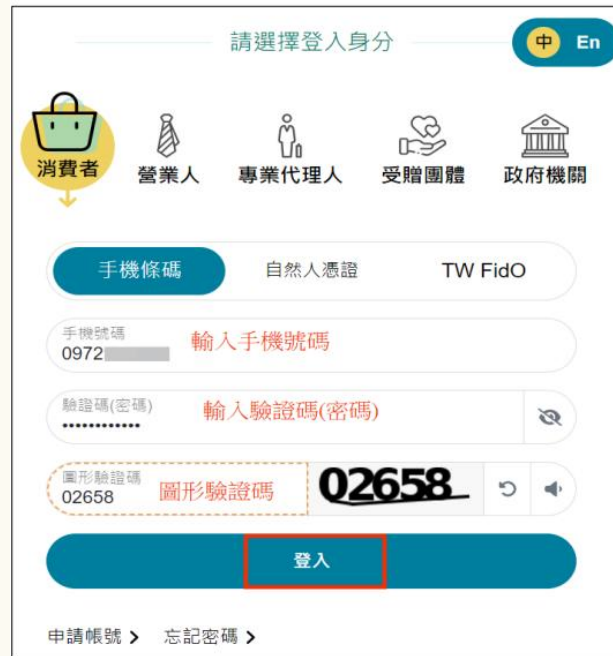 請選擇登入身分
中 En
消費者 營業人 專業代理人 受贈團體 政府機關
手機條碼 自然人憑證 TW FidO
手機號碼
0972 輸入手機號碼
驗證碼(密碼)
•••••••••••• 輸入驗證碼(密碼)
圖形驗證碼
02658 圖形驗證碼 02658
登入
申請帳號 > 忘記密碼 >